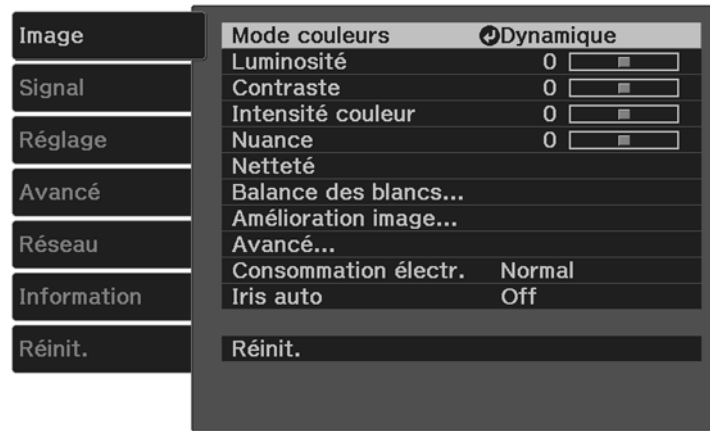 Image
Signal
Réglage
Avancé
Réseau
Information
Réinit.
Mode couleurs Dynamique
Luminosité 0
Contraste 0
Intensité couleur 0
Nuance 0
Netteté
Balance des blancs...
Amélioration image...
Avancé...
Consommation électr. Normal
Iris auto Off
Réinit.